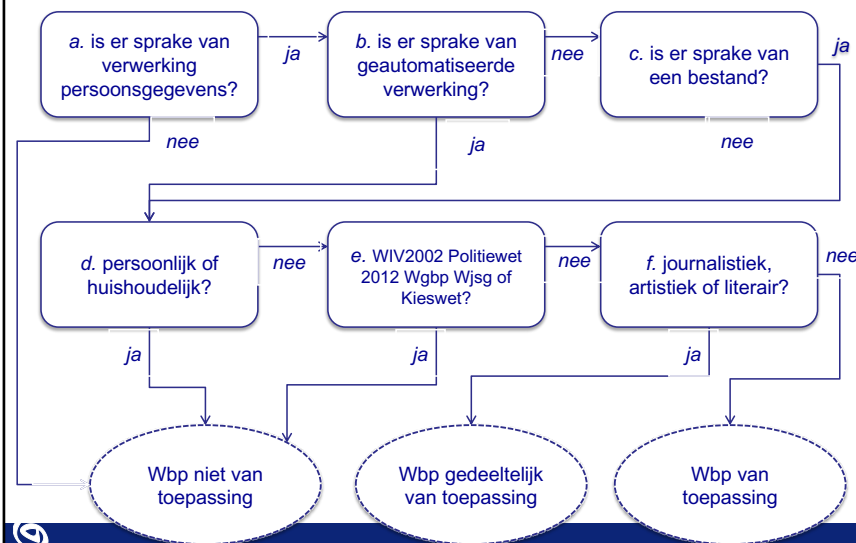 a. is er sprake van
verwerking
persoonsgegevens?
ja
b. is er sprake van
geautomatiseerde
verwerking?
nee
c. is er sprake van
een bestand?
ja
nee
ja
nee
d. persoonlijk of
huishoudelijk?
nee
e. WIV2002 Politiewet
2012 Wgbp Wjsg of
Kieswet?
nee
f. journalistiek,
artistiek of literair?
nee
ja
ja
ja
Wbp niet van
toepassing
Wbp gedeeltelijk
van toepassing
Wbp van
toepassing